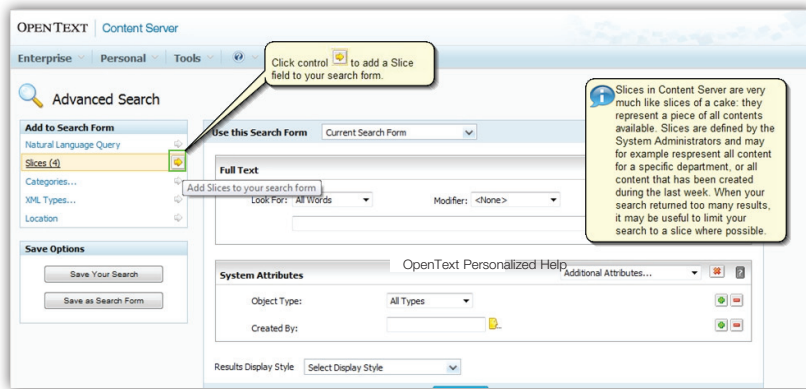 OPEN TEXT | Content Server
Enterprise Personal Tools
Click control to add a Slice
field to your search form.
Slices in Content Server are very
much like slices of a cake: they
represent a piece of all contents
available. Slices are defined by the
System Administrators and may
for example respresent all content
for a specific department, or all
content that has been created
during the last week. When your
search returned too many results,
it may be useful to limit your
search to a slice where possible.
Advanced Search
Add to Search Form
Natural Language Query
Slices (4)
Categories...
XML Types...
Location
Add Slices to your search form
Save Options
Save Your Search
Save as Search Form
Use this Search Form Current Search Form
Full Text
Look For: All Words Modifier: <None>
OpenText Personalized Help
System Attributes Additional Attributes...
Object Type: All Types
Created By:
Results Display Style Select Display Style